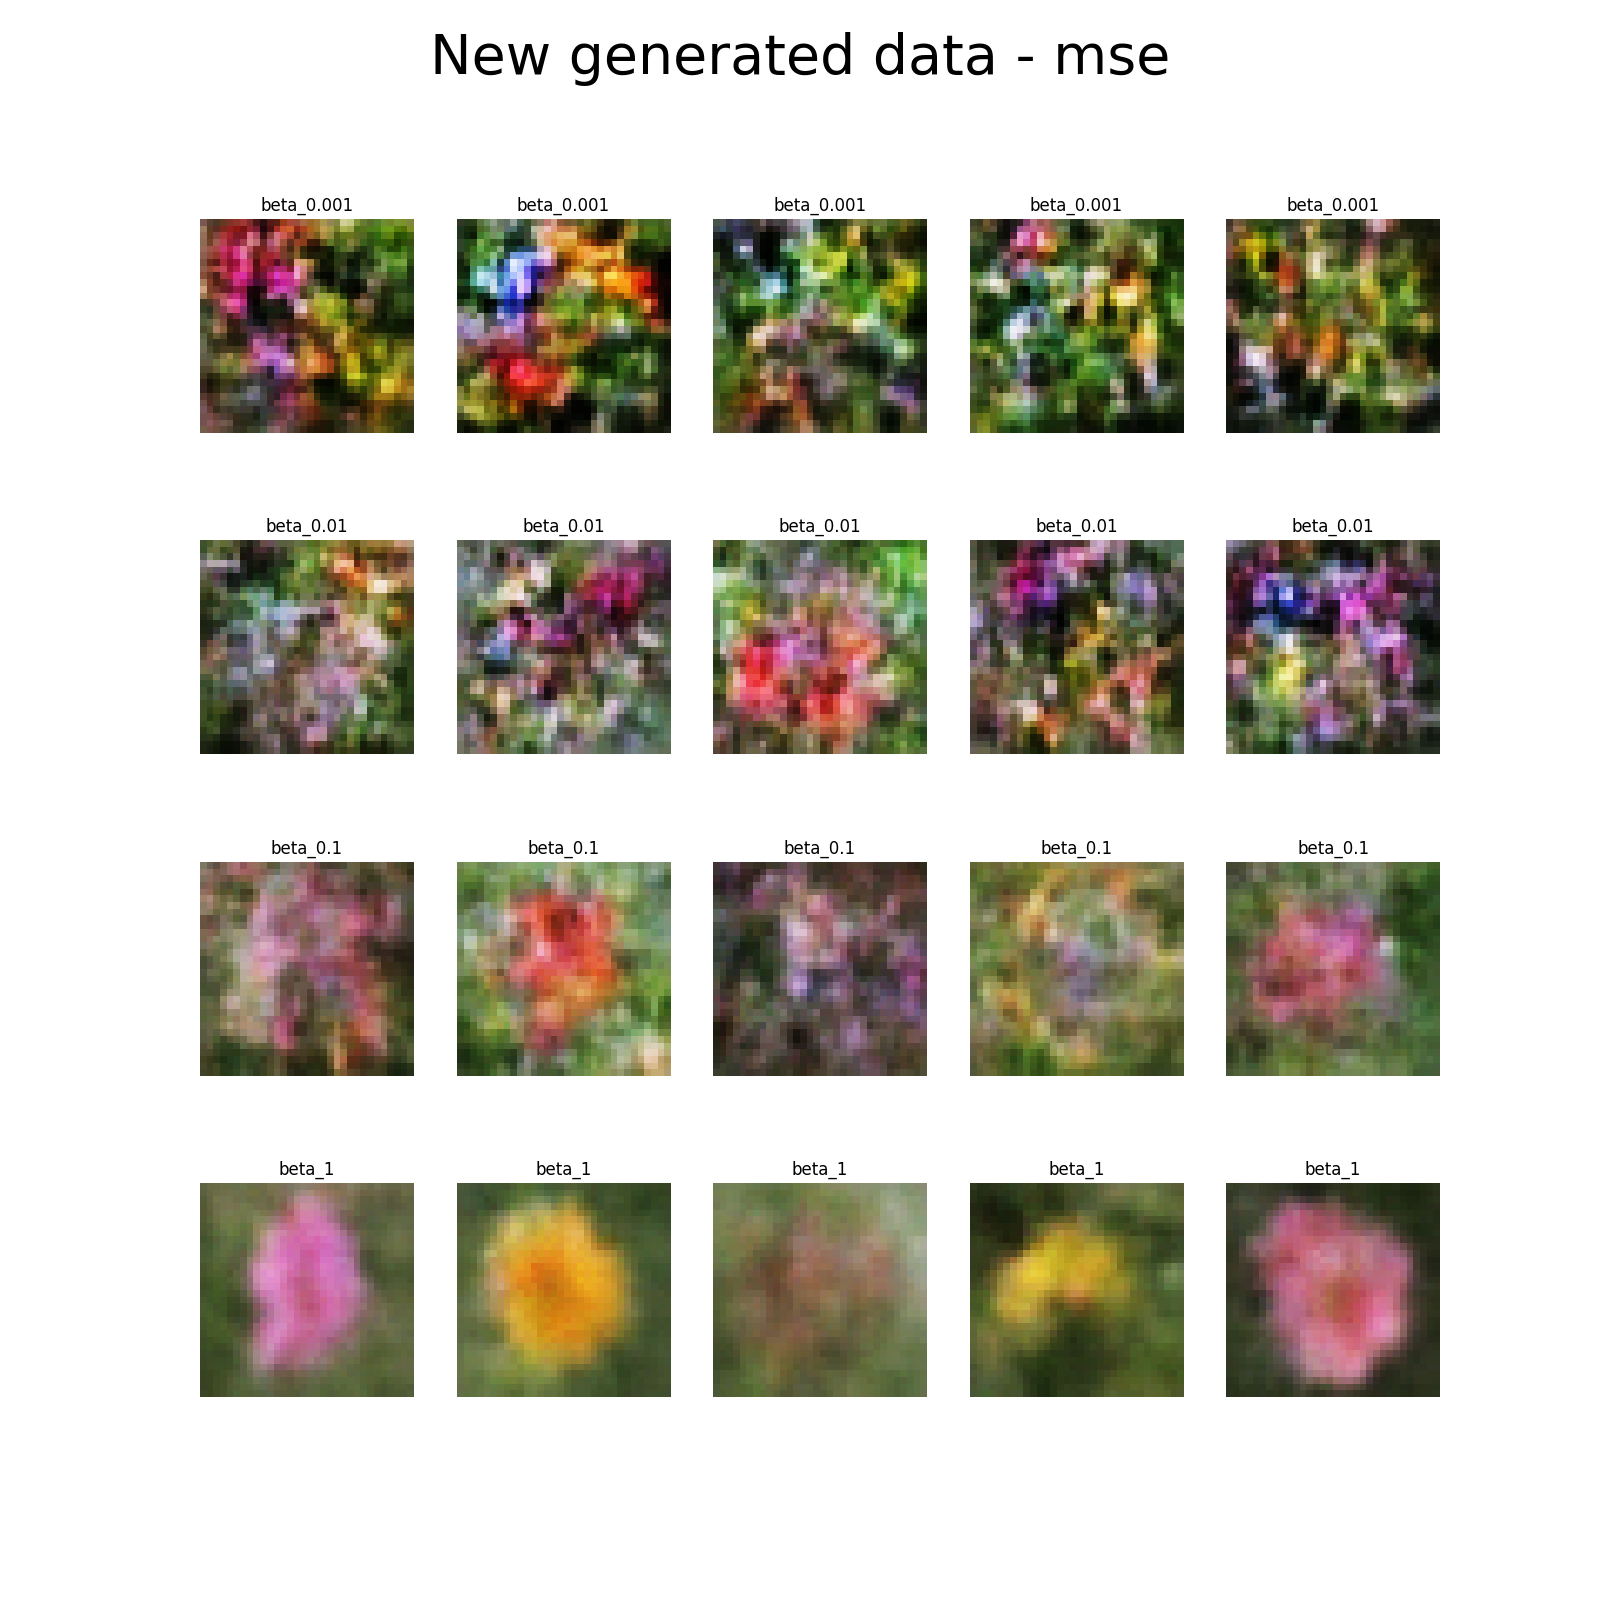 New generated data - mse
beta_0.001 beta_0.001 beta_0.001 beta_0.001 beta_0.001
beta_0.01 beta_0.01 beta_0.01 beta_0.01 beta_0.01
beta_0.1 beta_0.1 beta_0.1 beta_0.1 beta_0.1
beta_1 beta_1 beta_1 beta_1 beta_1